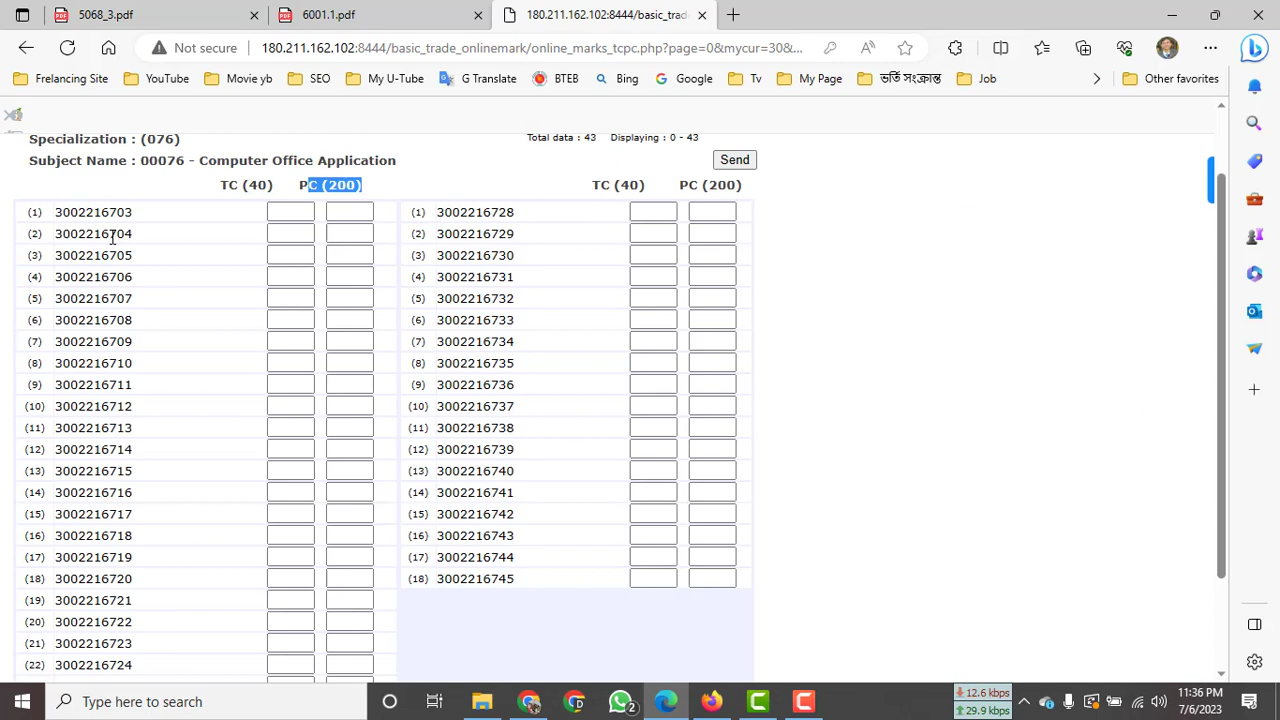 5068_3.pdf
6001.1.pdf
180.211.162.102:8444/basic_trad
Not secure
180.211.162.102:8444/basic_trade_onlinemark/online_marks_tcpc.php?page=0&mycur=30&...
Frelancing Site
YouTube
Movie yb
SEO
My U-Tube
G Translate
BTEB
Bing
Google
Tv
My Page
ভর্তি সংক্রান্ত
Job
Other favorites
Specialization : (076)
Total data : 43 Displaying : 0 - 43
Subject Name : 00076 - Computer Office Application
Send
TC (40) PC (200) TC (40) PC (200)
(1) 3002216703 (1) 3002216728
(2) 3002216704 (2) 3002216729
(3) 3002216705 (3) 3002216730
(4) 3002216706 (4) 3002216731
(5) 3002216707 (5) 3002216732
(6) 3002216708 (6) 3002216733
(7) 3002216709 (7) 3002216734
(8) 3002216710 (8) 3002216735
(9) 3002216711 (9) 3002216736
(10) 3002216712 (10) 3002216737
(11) 3002216713 (11) 3002216738
(12) 3002216714 (12) 3002216739
(13) 3002216715 (13) 3002216740
(14) 3002216716 (14) 3002216741
(15) 3002216717 (15) 3002216742
(16) 3002216718 (16) 3002216743
(17) 3002216719 (17) 3002216744
(18) 3002216720 (18) 3002216745
(19) 3002216721
(20) 3002216722
(21) 3002216723
(22) 3002216724
Type here to search
12.6 kbps
29.9 kbps
11:36 PM
7/6/2023